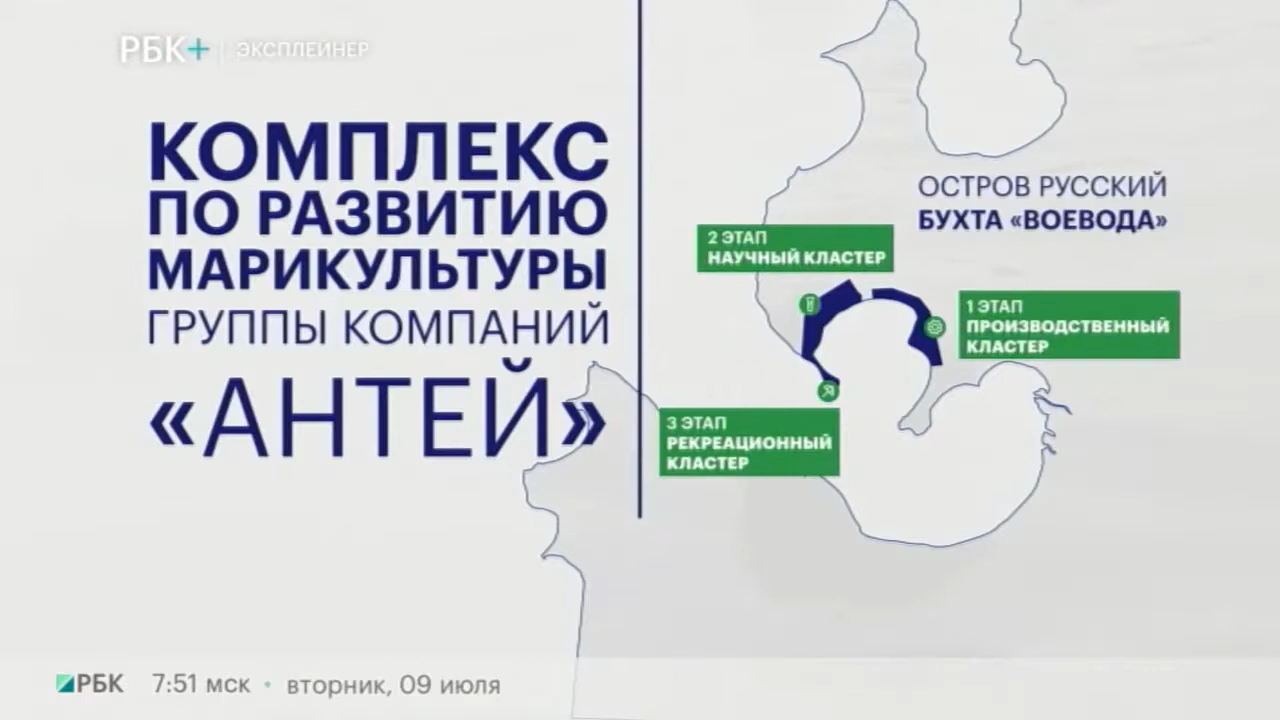 РБК+ | ЭКСПЛЕЙНЕР
КОМПЛЕКС
ПО РАЗВИТИЮ
МАРИКУЛЬТУРЫ
ГРУППЫ КОМПАНИЙ
«АНТЕЙ»
ОСТРОВ РУССКИЙ
БУХТА «ВОЕВОДА»
2 ЭТАП
НАУЧНЫЙ КЛАСТЕР
1 ЭТАП
ПРОИЗВОДСТВЕННЫЙ
КЛАСТЕР
3 ЭТАП
РЕКРЕАЦИОННЫЙ
КЛАСТЕР
РБК 7:51 мск • вторник, 09 июля